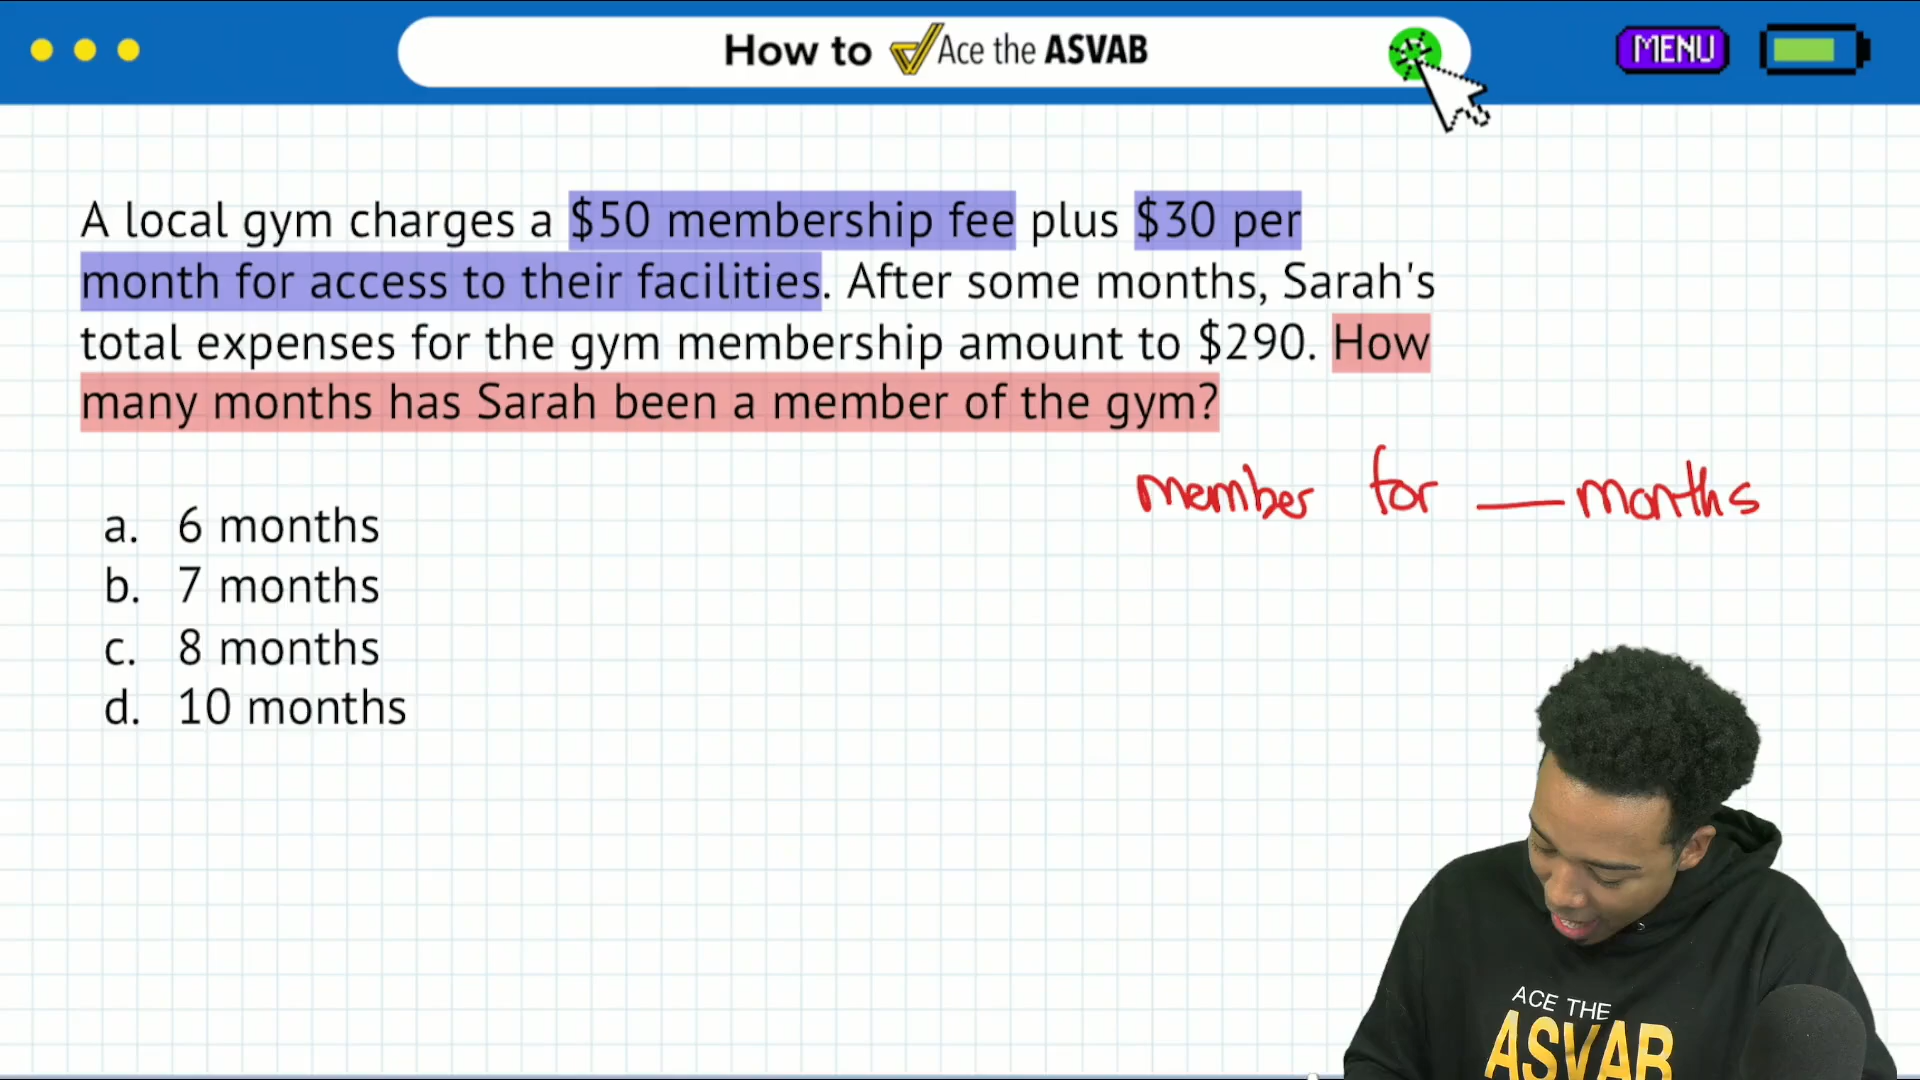 How to Ace the ASVAB
MENU
A local gym charges a $50 membership fee plus $30 per
month for access to their facilities. After some months, Sarah's
total expenses for the gym membership amount to $290. How
many months has Sarah been a member of the gym?
member for ___ months
a. 6 months
b. 7 months
c. 8 months
d. 10 months
ACE THE
ASVAB